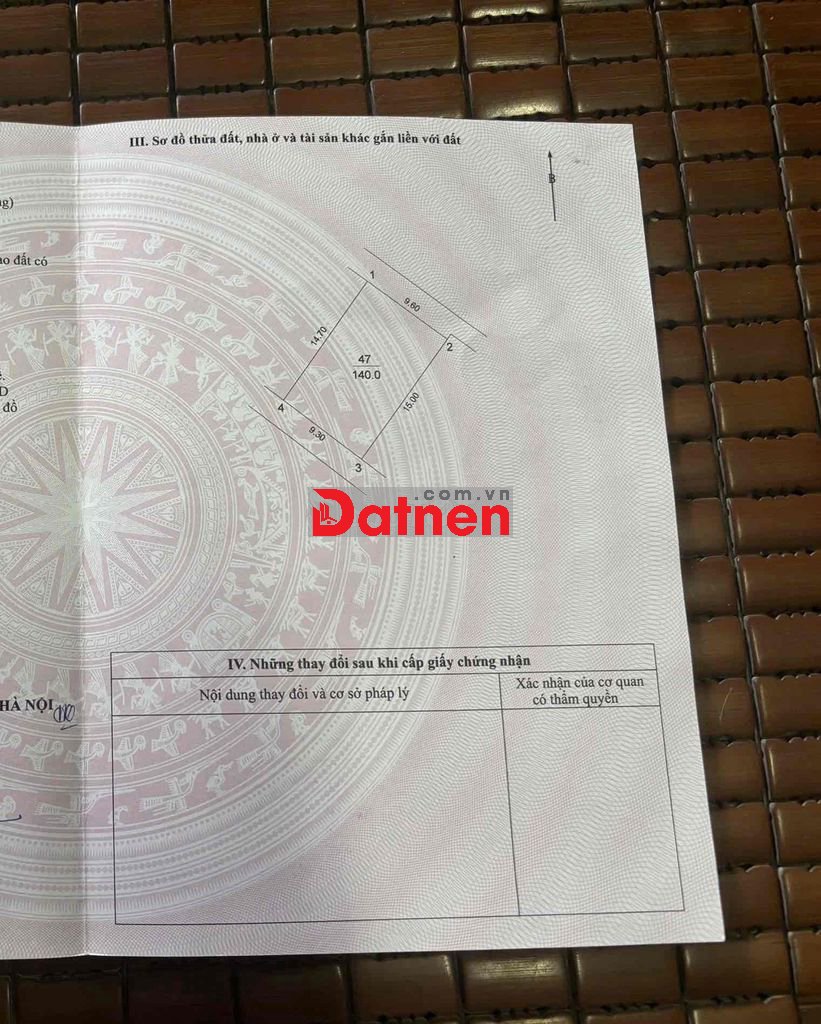 III. Sơ đồ thửa đất, nhà ở và tài sản khác gắn liền với đất
B
đất có
1
9.60
14.70
2
47
140.0
15.00
D
đồ
4
9.30
3
.com.vn
Datnen
IV. Những thay đổi sau khi cấp giấy chứng nhận
Nội dung thay đổi và cơ sở pháp lý
Xác nhận của cơ quan
có thẩm quyền
HÀ NỘI